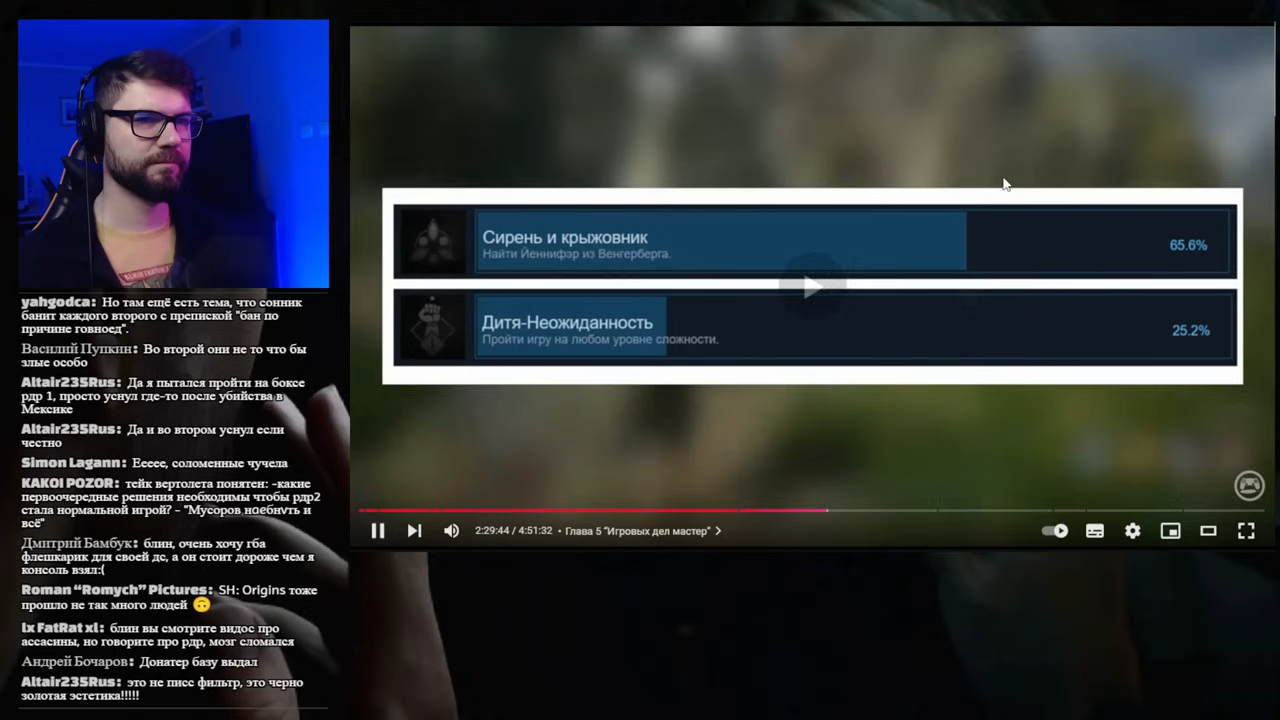 yahgodca: Но там ещё есть тема, что сонник
банит каждого второго с препиской "бан по
причине говноед".
Василий Пупкин: Во второй они не то что бы
злые особо
Altair235Rus: Да я пытался пройти на боксе
рдр 1, просто уснул где-то после убийства в
Мексике
Altair235Rus: Да и во втором уснул если
честно
Simon Lagann: Еееее, соломенные чучела
KAKOI POZOR: тейк вертолета понятен: -какие
первоочередные решения необходимы чтобы рдр2
стала нормальной игрой? - "Мусоров наебнуть и
всё"
Дмитрий Бамбук: блин, очень хочу гба
флешкарик для своей дс, а он стоит дороже чем я
консоль взял:(
Roman "Romych" Pictures: SH: Origins тоже
прошло не так много людей 🙃
lx FatRat xl: блин вы смотрите видос про
ассасины, но говорите про рдр, мозг сломался
Андрей Бочаров: Донатер базу выдал
Altair235Rus: это не писс фильтр, это черно
золотая эстетика!!!!!
Сирень и крыжовник
Найти Йеннифэр из Венгерберга.
65.6%
Дитя-Неожиданность
Пройти игру на любом уровне сложности.
25.2%
2:29:44 / 4:51:32 • Глава 5 "Игровых дел мастер"